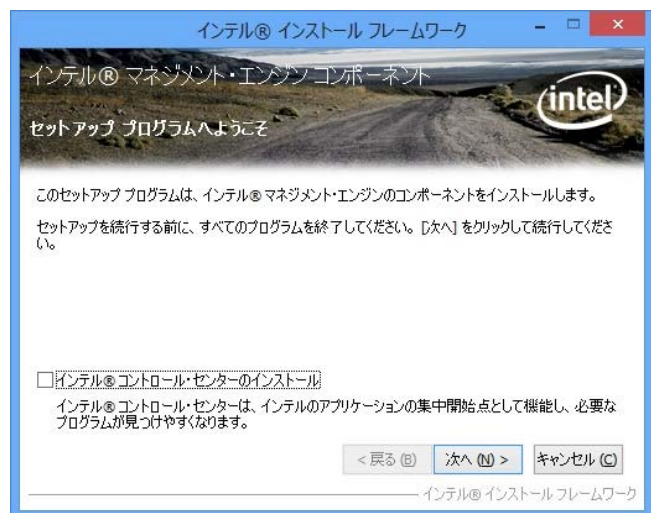 インテル® インストール フレームワーク
インテル® マネジメント・エンジン コンポーネント
intel
セットアップ プログラムへようこそ
このセットアップ プログラムは、インテル® マネジメント・エンジンのコンポーネントをインストールします。
セットアップを続行する前に、すべてのプログラムを終了してください。[次へ] をクリックして続行してくださ
い。
インテル® コントロール・センターのインストール
インテル® コントロール・センターは、インテルのアプリケーションの集中開始点として機能し、必要な
プログラムが見つけやすくなります。
< 戻る (B) 次へ (N) > キャンセル (C)
インテル® インストール フレームワーク